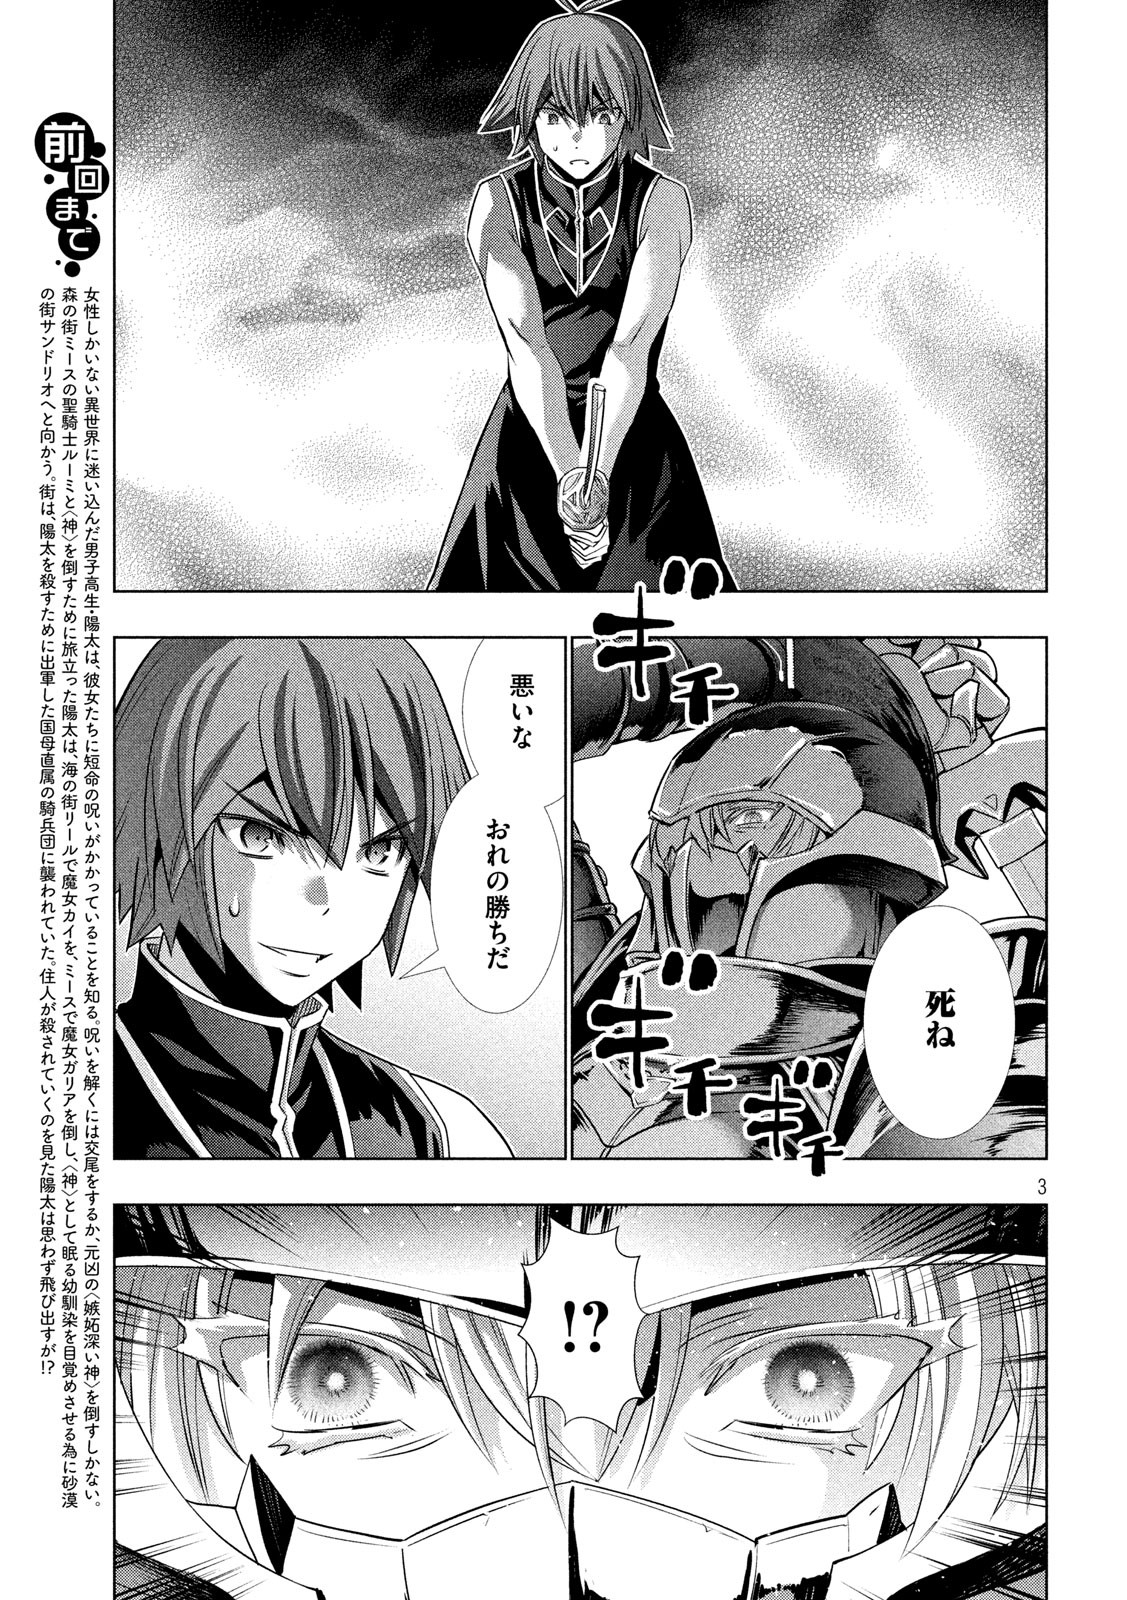 前回まで
女性しかいない異世界に迷い込んだ男子高生・陽太は、彼女たちに短命の呪いがかかっていることを知る。呪いを解くには交尾をするか、元凶の〈嫉妬深い神〉を倒すしかない。
森の街ミースの聖騎士ルーミと〈神〉を倒すために旅立った陽太は、海の街リールで魔女カイを、ミースで魔女ガリアを倒し、〈神〉として眠る幼馴染を目覚めさせる為に砂漠
の街サンドリオへと向かう。街は、陽太を殺すために出軍した国母直属の騎兵団に襲われていた。住人が殺されていくのを見た陽太は思わず飛び出すが!?
ギチ
死ね
ギチ
ギチ
悪いな
おれの勝ちだ
3
!?